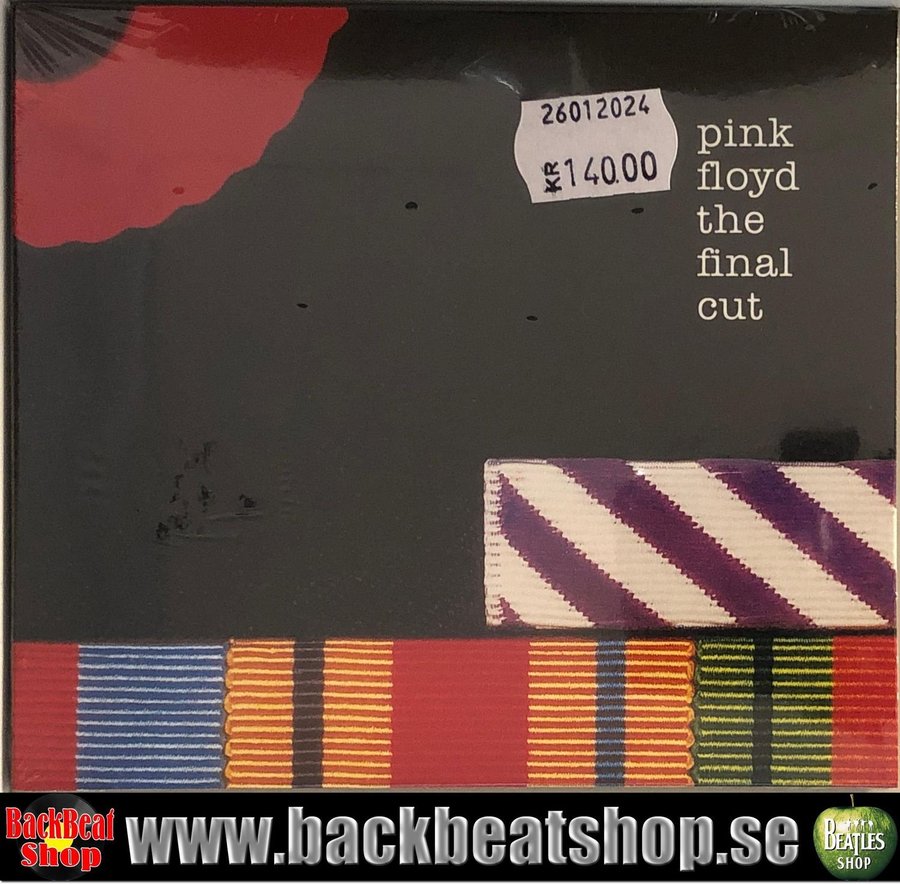 26012024
KR 140.00
pink
floyd
the
final
cut
BackBeat
Shop
www.backbeatshop.se
BEATLES
SHOP